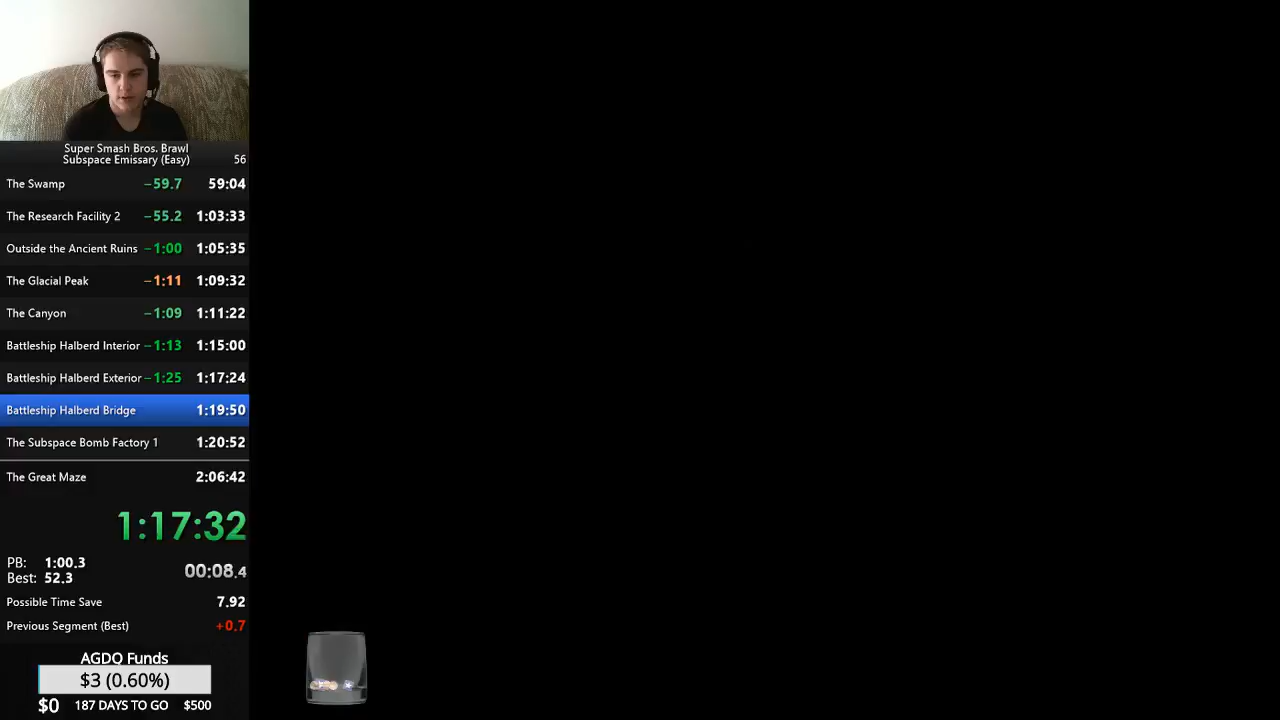 Super Smash Bros. Brawl
Subspace Emissary (Easy) 56
The Swamp −59.7 59:04
The Research Facility 2 −55.2 1:03:33
Outside the Ancient Ruins −1:00 1:05:35
The Glacial Peak −1:11 1:09:32
The Canyon −1:09 1:11:22
Battleship Halberd Interior −1:13 1:15:00
Battleship Halberd Exterior −1:25 1:17:24
Battleship Halberd Bridge 1:19:50
The Subspace Bomb Factory 1 1:20:52
The Great Maze 2:06:42
1:17:32
PB: 1:00.3
Best: 52.3 00:08.4
Possible Time Save 7.92
Previous Segment (Best) +0.7
AGDQ Funds
$3 (0.60%)
$0 187 DAYS TO GO $500